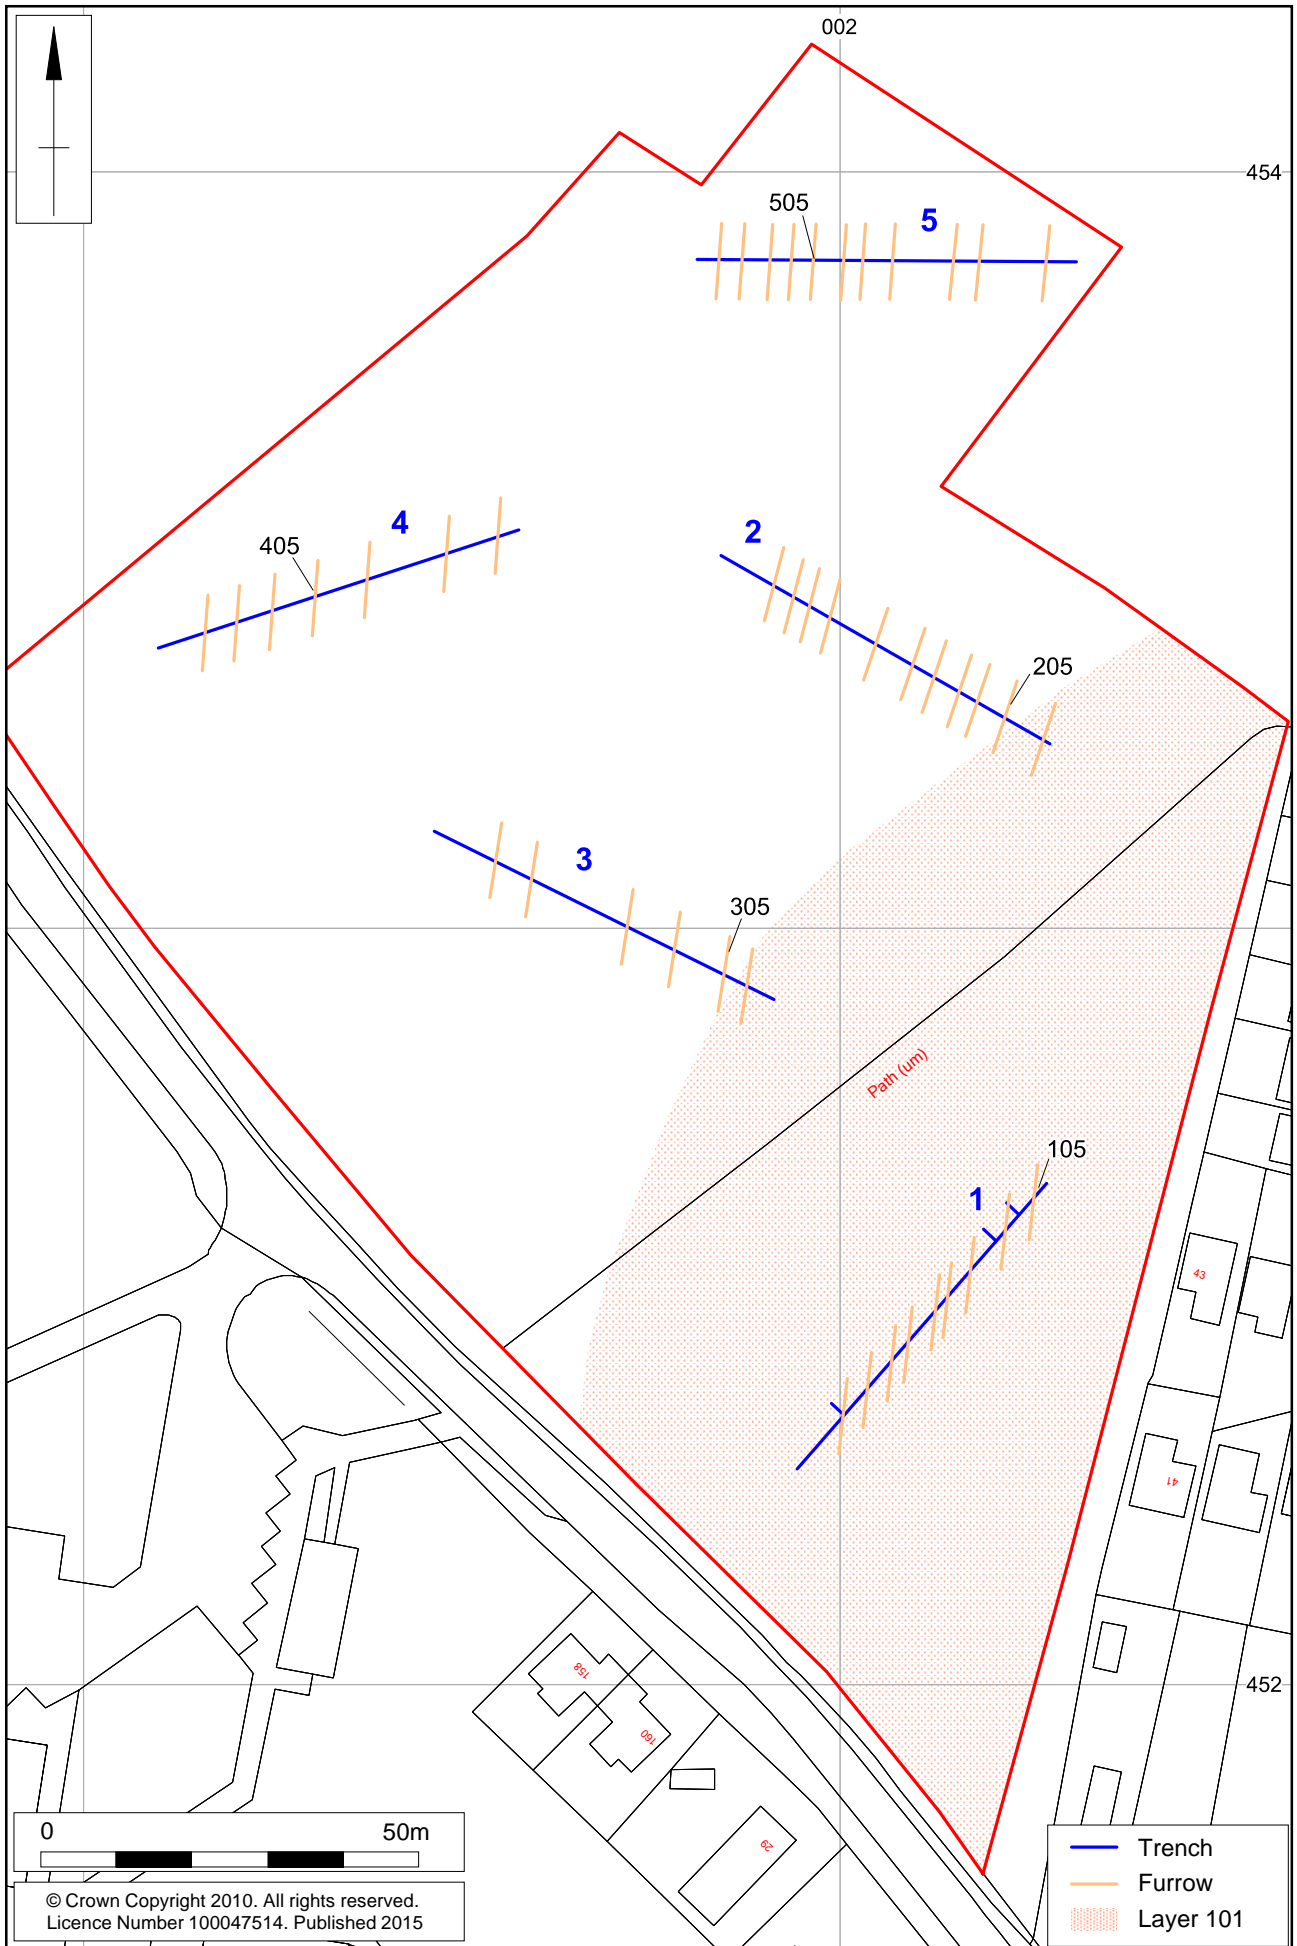 002
454
505
5
4
405
2
205
3
305
Path (um)
105
1
43
41
158
160
452
29
0 50m
© Crown Copyright 2010. All rights reserved.
Licence Number 100047514. Published 2015
Trench
Furrow
Layer 101